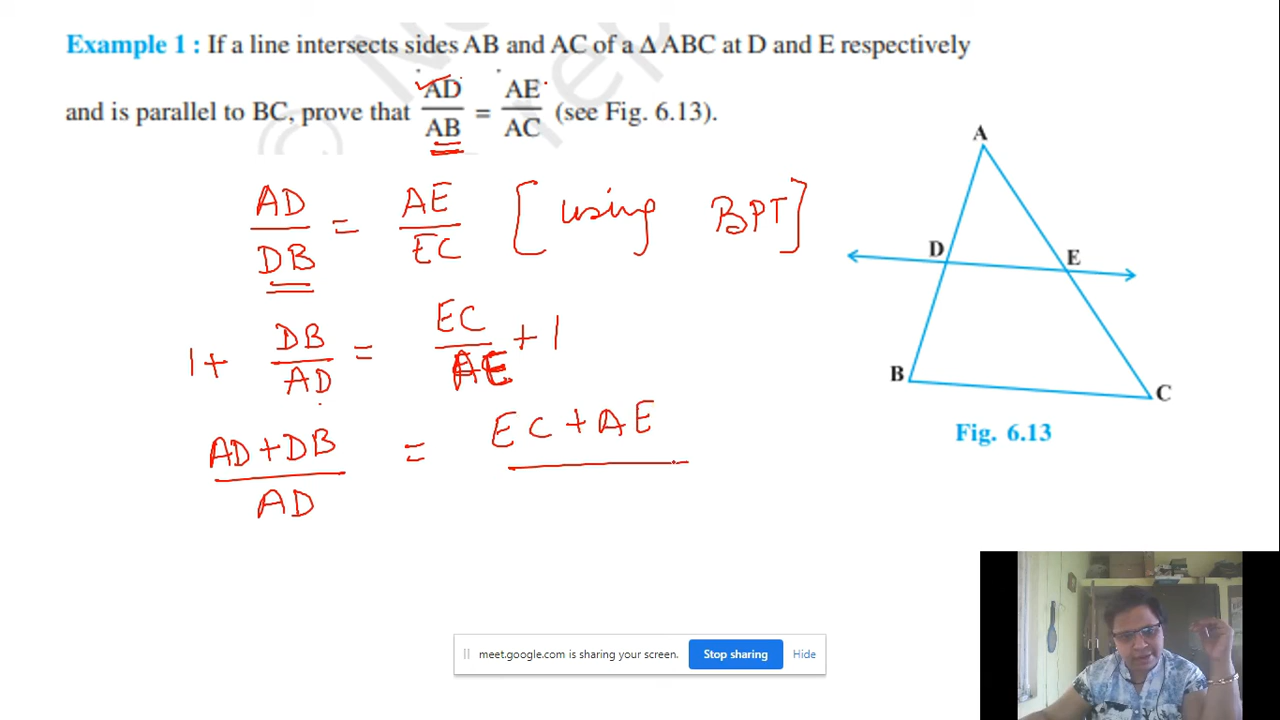 Example 1 : If a line intersects sides AB and AC of a Δ ABC at D and E respectively
and is parallel to BC, prove that AD/AB = AE/AC (see Fig. 6.13).
AD/DB = AE/EC [using BPT]
1+ DB/AD = EC/AE + 1
AD+DB/AD = EC+AE
A
D
E
B
C
Fig. 6.13
meet.google.com is sharing your screen. Stop sharing Hide